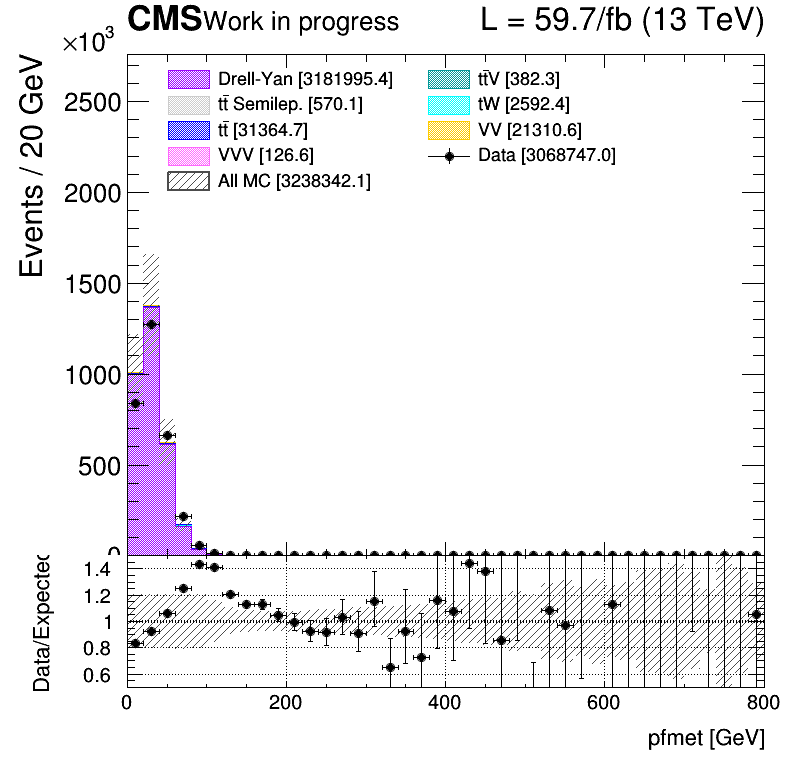 CMS Work in progress L = 59.7/fb (13 TeV)
×10³
Drell-Yan [3181995.4] tt̄V [382.3]
tt̄ Semilep. [570.1] tW [2592.4]
tt̄ [31364.7] VV [21310.6]
VVV [126.6] Data [3068747.0]
All MC [3238342.1]
Events / 20 GeV
2500
2000
1500
1000
500
0
Data/Expected
1.4
1.2
1
0.8
0.6
0 200 400 600 800
pfmet [GeV]